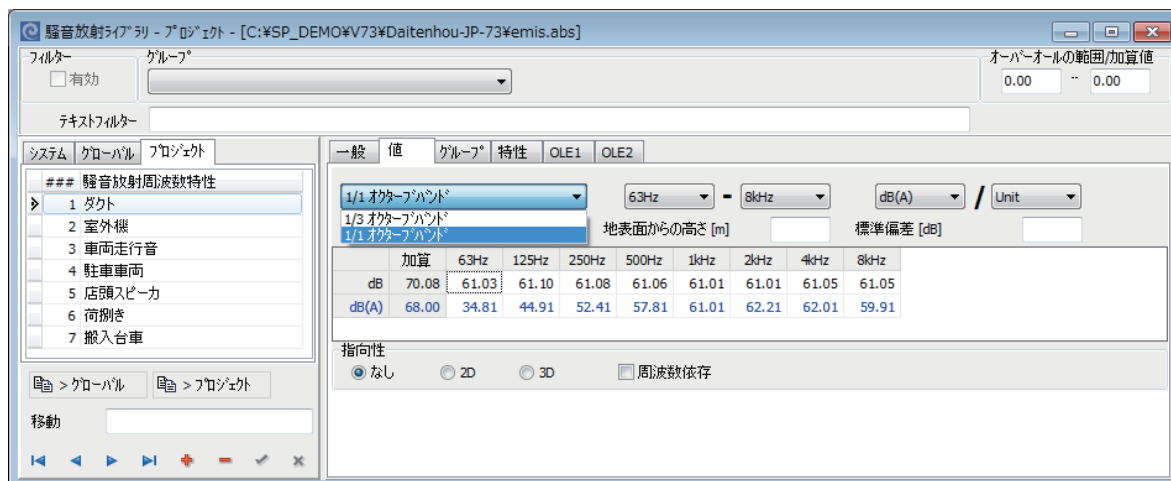 騒音放射ﾗｲﾌﾞﾗﾘ - ﾌﾟﾛｼﾞｪｸﾄ - [C:¥SP_DEMO¥V73¥Daitenhou-JP-73¥emis.abs]
ﾌｨﾙﾀｰ
ｸﾞﾙｰﾌﾟ
ｵｰﾊﾞｰｵｰﾙの範囲/加算値
有効
0.00 -- 0.00
ﾃｷｽﾄﾌｨﾙﾀｰ
ｼｽﾃﾑ ｸﾞﾛｰﾊﾞﾙ ﾌﾟﾛｼﾞｪｸﾄ
### 騒音放射周波数特性
1 ﾀﾞｸﾄ
2 室外機
3 車両走行音
4 駐車車両
5 店頭ｽﾋﾟｰｶ
6 荷捌き
7 搬入台車
> ｸﾞﾛｰﾊﾞﾙ > ﾌﾟﾛｼﾞｪｸﾄ
移動
一般 値 ｸﾞﾙｰﾌﾟ 特性 OLE1 OLE2
1/1 ｵｸﾀｰﾌﾞﾊﾞﾝﾄﾞ 63Hz - 8kHz dB(A) / Unit
1/3 ｵｸﾀｰﾌﾞﾊﾞﾝﾄﾞ
1/1 ｵｸﾀｰﾌﾞﾊﾞﾝﾄﾞ
地表面からの高さ [m] 標準偏差 [dB]
加算 63Hz 125Hz 250Hz 500Hz 1kHz 2kHz 4kHz 8kHz
dB 70.08 61.03 61.10 61.08 61.06 61.01 61.01 61.05 61.05
dB(A) 68.00 34.81 44.91 52.41 57.81 61.01 62.21 62.01 59.91
指向性
なし 2D 3D 周波数依存